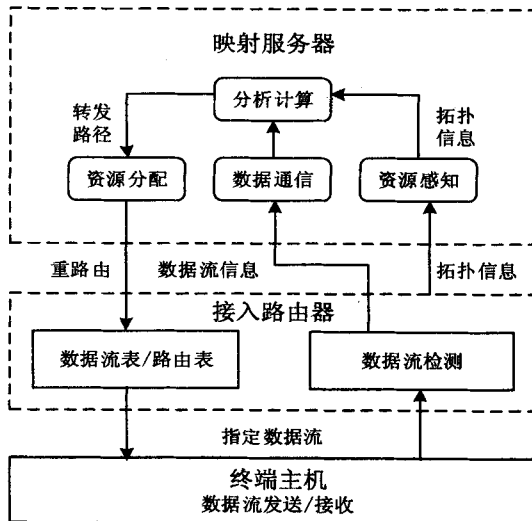 映射服务器
分析计算
转发
路径
拓扑
信息
资源分配
数据通信
资源感知
重路由
数据流信息
拓扑信息
接入路由器
数据流表/路由表
数据流检测
指定数据流
终端主机
数据流发送/接收